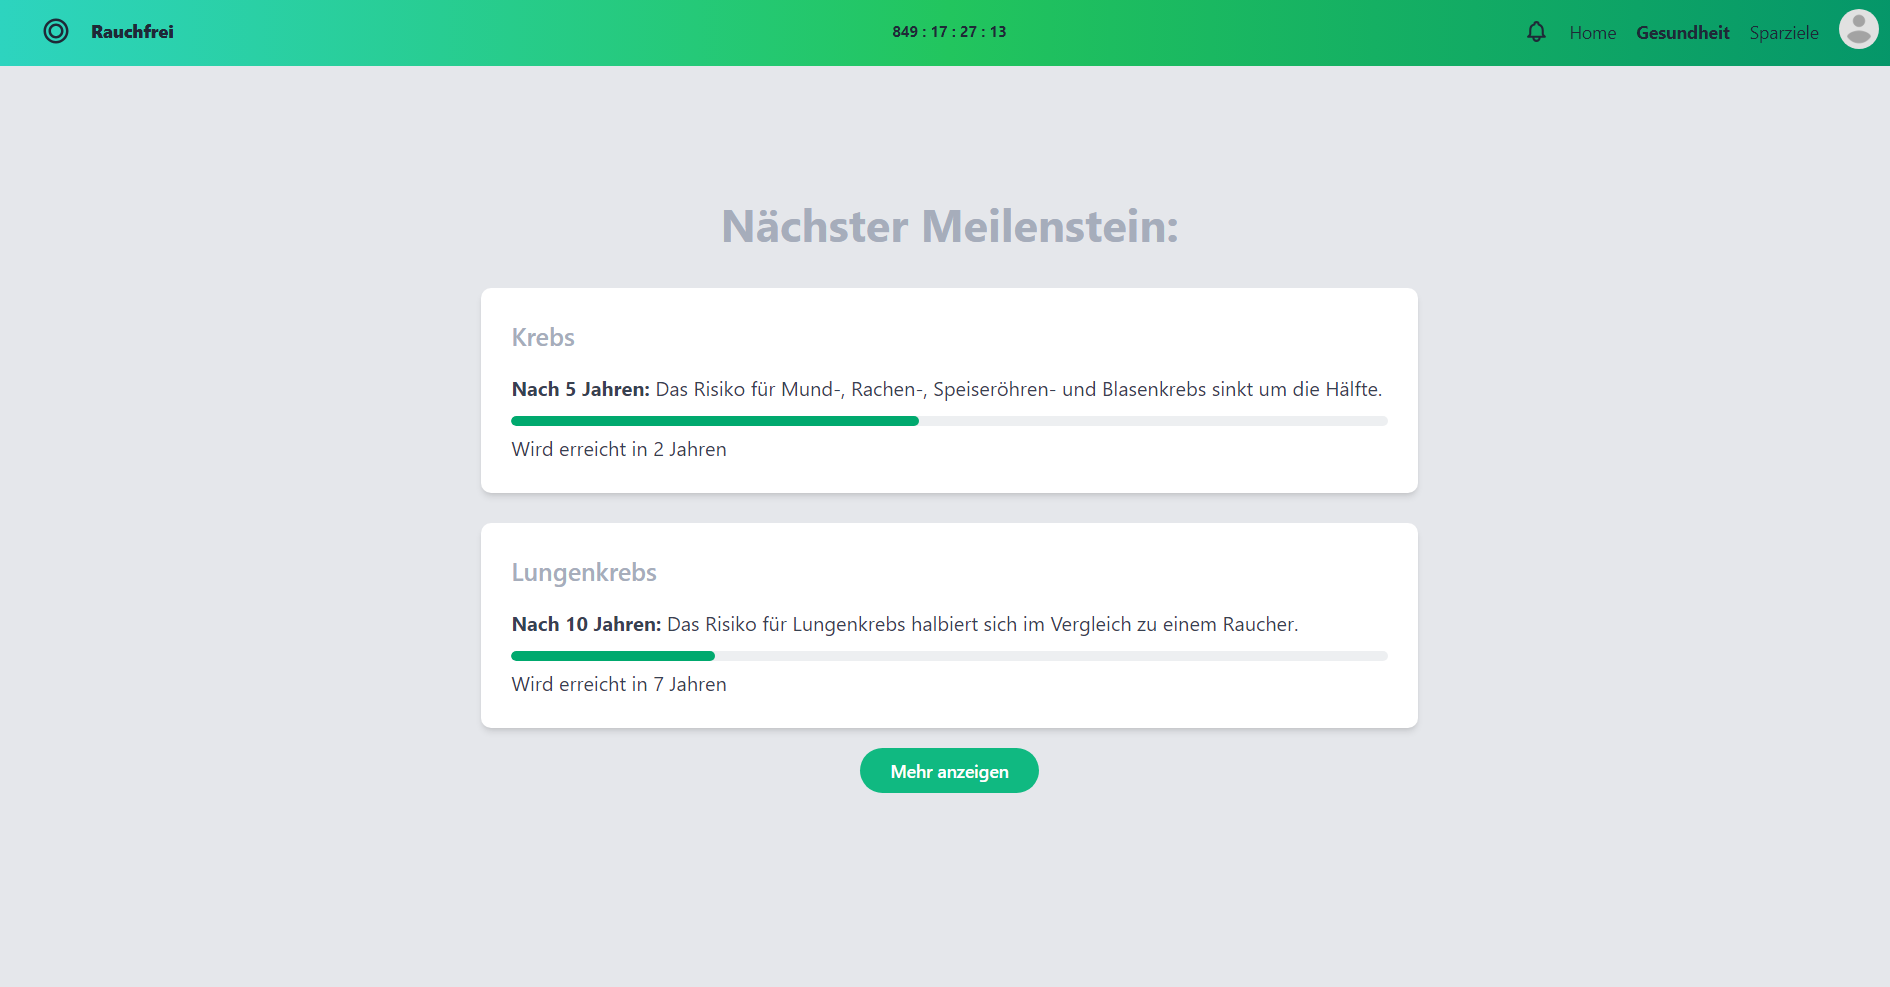 Rauchfrei
849 : 17 : 27 : 13
Home
Gesundheit
Sparziele
Nächster Meilenstein:
Krebs
Nach 5 Jahren: Das Risiko für Mund-, Rachen-, Speiseröhren- und Blasenkrebs sinkt um die Hälfte.
Wird erreicht in 2 Jahren
Lungenkrebs
Nach 10 Jahren: Das Risiko für Lungenkrebs halbiert sich im Vergleich zu einem Raucher.
Wird erreicht in 7 Jahren
Mehr anzeigen